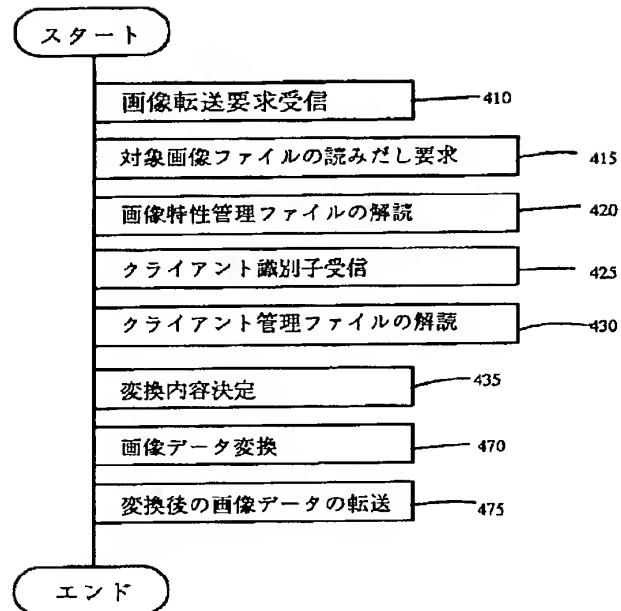 スタート
画像転送要求受信
410
対象画像ファイルの読みだし要求
415
画像特性管理ファイルの解読
420
クライアント識別子受信
425
クライアント管理ファイルの解読
430
変換内容決定
435
画像データ変換
470
変換後の画像データの転送
475
エンド